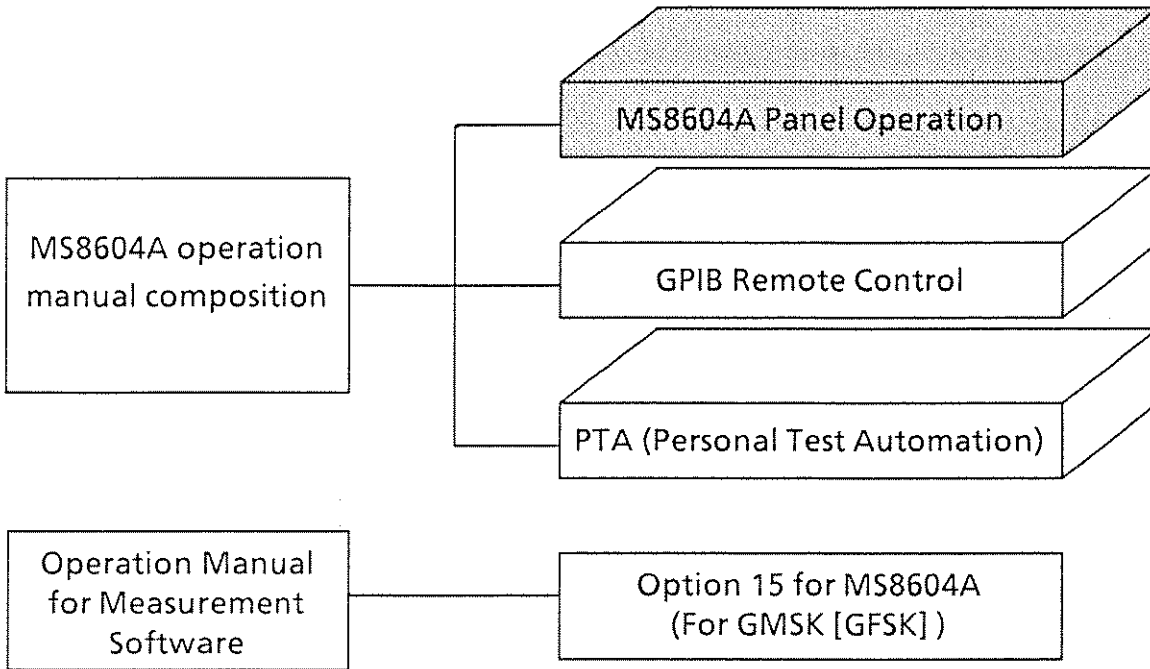 MS8604A Panel Operation
MS8604A operation
manual composition
GPIB Remote Control
PTA (Personal Test Automation)
Operation Manual
for Measurement
Software
Option 15 for MS8604A
(For GMSK [GFSK] )